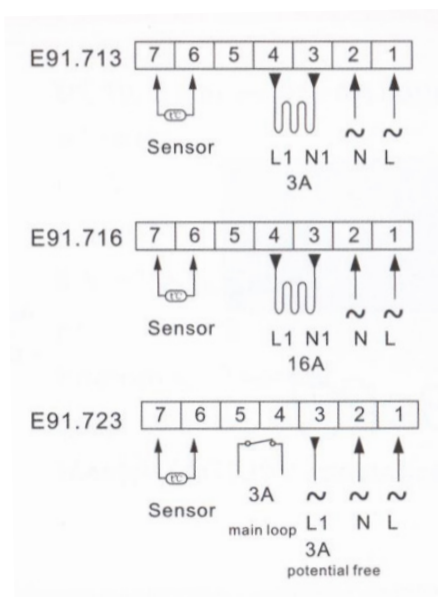 E91.713 7 6 5 4 3 2 1
t°C
Sensor
L1 N1 N L
3A
E91.716 7 6 5 4 3 2 1
t°C
Sensor
L1 N1 N L
16A
E91.723 7 6 5 4 3 2 1
t°C
Sensor
3A
main loop
L1 N L
3A
potential free